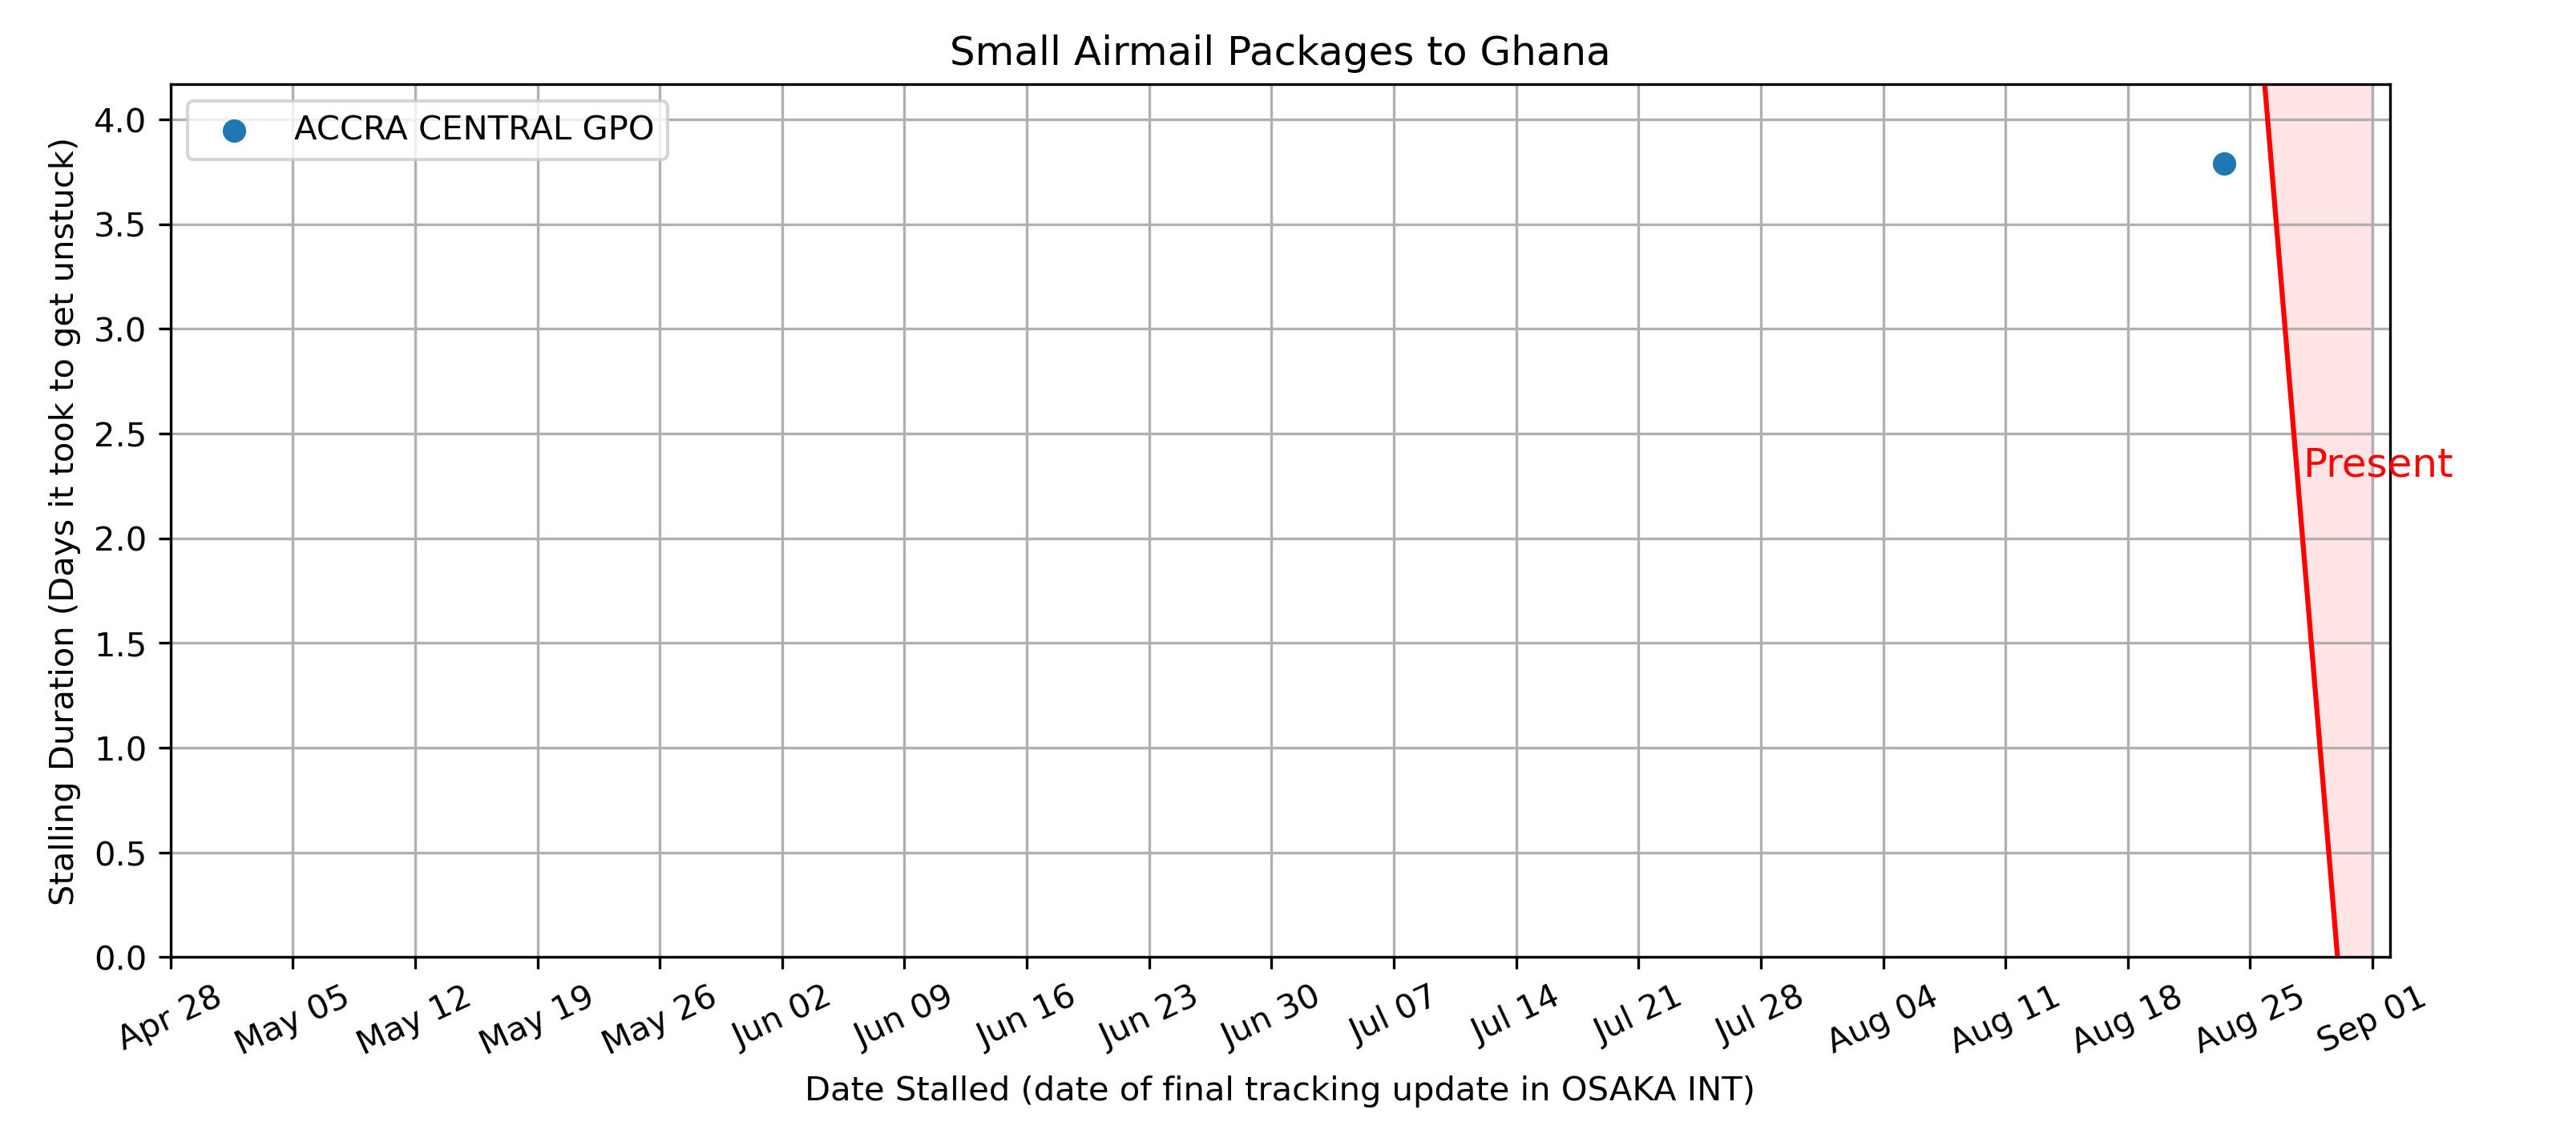 Small Airmail Packages to Ghana
ACCRA CENTRAL GPO
Stalling Duration (Days it took to get unstuck)
4.0
3.5
3.0
2.5
2.0
1.5
1.0
0.5
0.0
Present
Apr 28
May 05
May 12
May 19
May 26
Jun 02
Jun 09
Jun 16
Jun 23
Jun 30
Jul 07
Jul 14
Jul 21
Jul 28
Aug 04
Aug 11
Aug 18
Aug 25
Sep 01
Date Stalled (date of final tracking update in OSAKA INT)